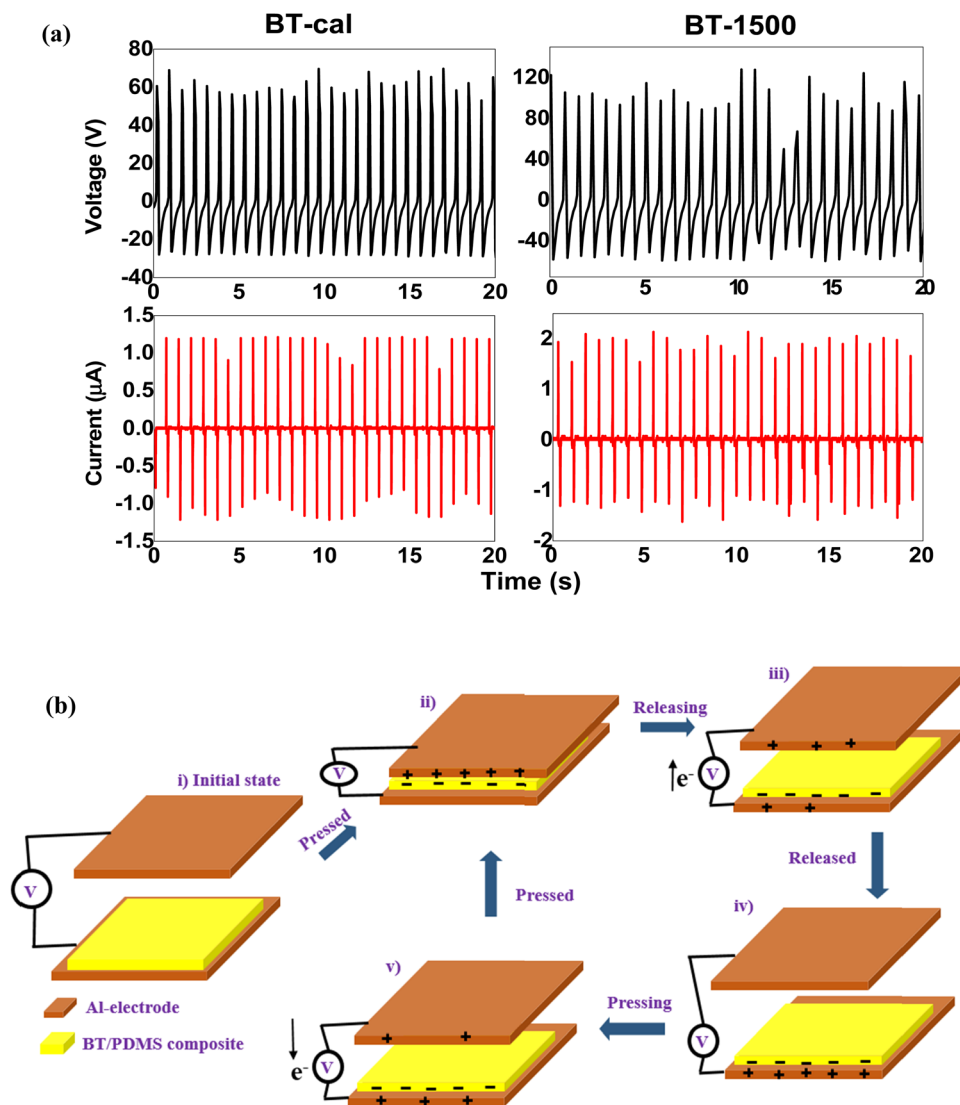 (a)
BT-cal
BT-1500
Voltage (V)
80
60
40
20
0
-20
-40
0 5 10 15 20
120
80
40
0
-40
0 5 10 15 20
Current (µA)
1.5
1.0
0.5
0.0
-0.5
-1.0
-1.5
0 5 10 15 20
2
1
0
-1
-2
0 5 10 15 20
Time (s)
(b)
i) Initial state
V
Pressed
ii)
V
+ + + + +
- - - - -
Releasing
iii)
V
e-
+ + +
- - - - -
+ +
Released
iv)
V
- - - - -
+ + + + +
Pressing
v)
V
e-
+ +
- - - - -
+ + +
Pressed
Al-electrode
BT/PDMS composite